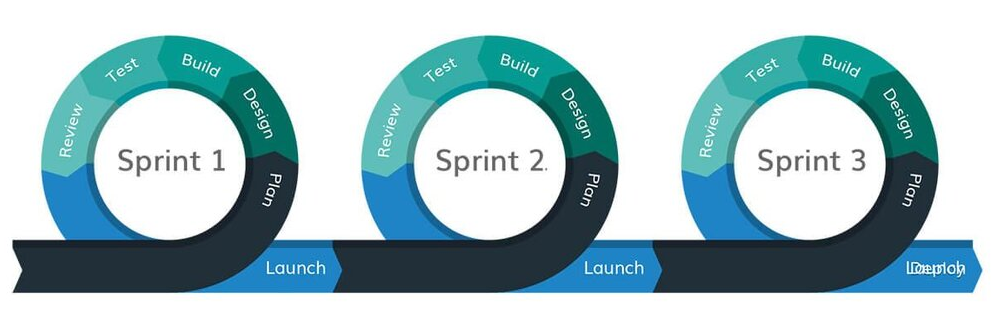 Sprint 1
Plan
Design
Build
Test
Review
Launch
Sprint 2.
Plan
Design
Build
Test
Review
Launch
Sprint 3
Plan
Design
Build
Test
Review
Launch
Deploy